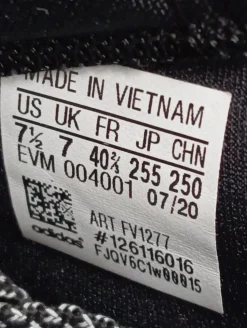 MADE IN VIETNAM
US UK FR JP CHN
7½ 7 40⅔ 255 250
EVM 004001 07/20
ART FV1277
adidas #126116016
FJQV6C1w00015